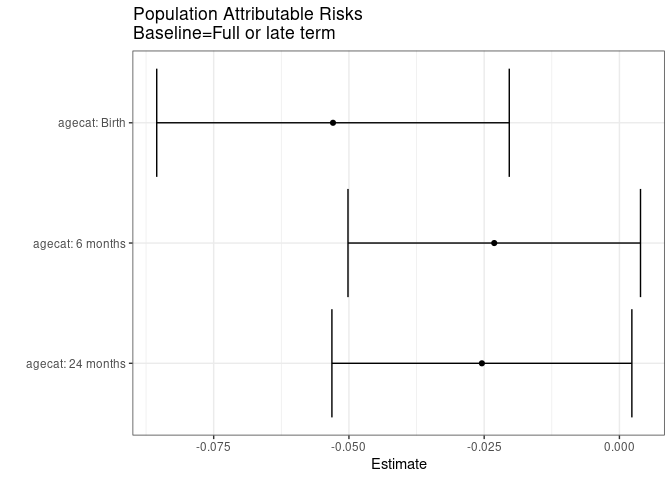 Population Attributable Risks
Baseline=Full or late term
agecat: Birth
agecat: 6 months
agecat: 24 months
-0.075 -0.050 -0.025 0.000
Estimate